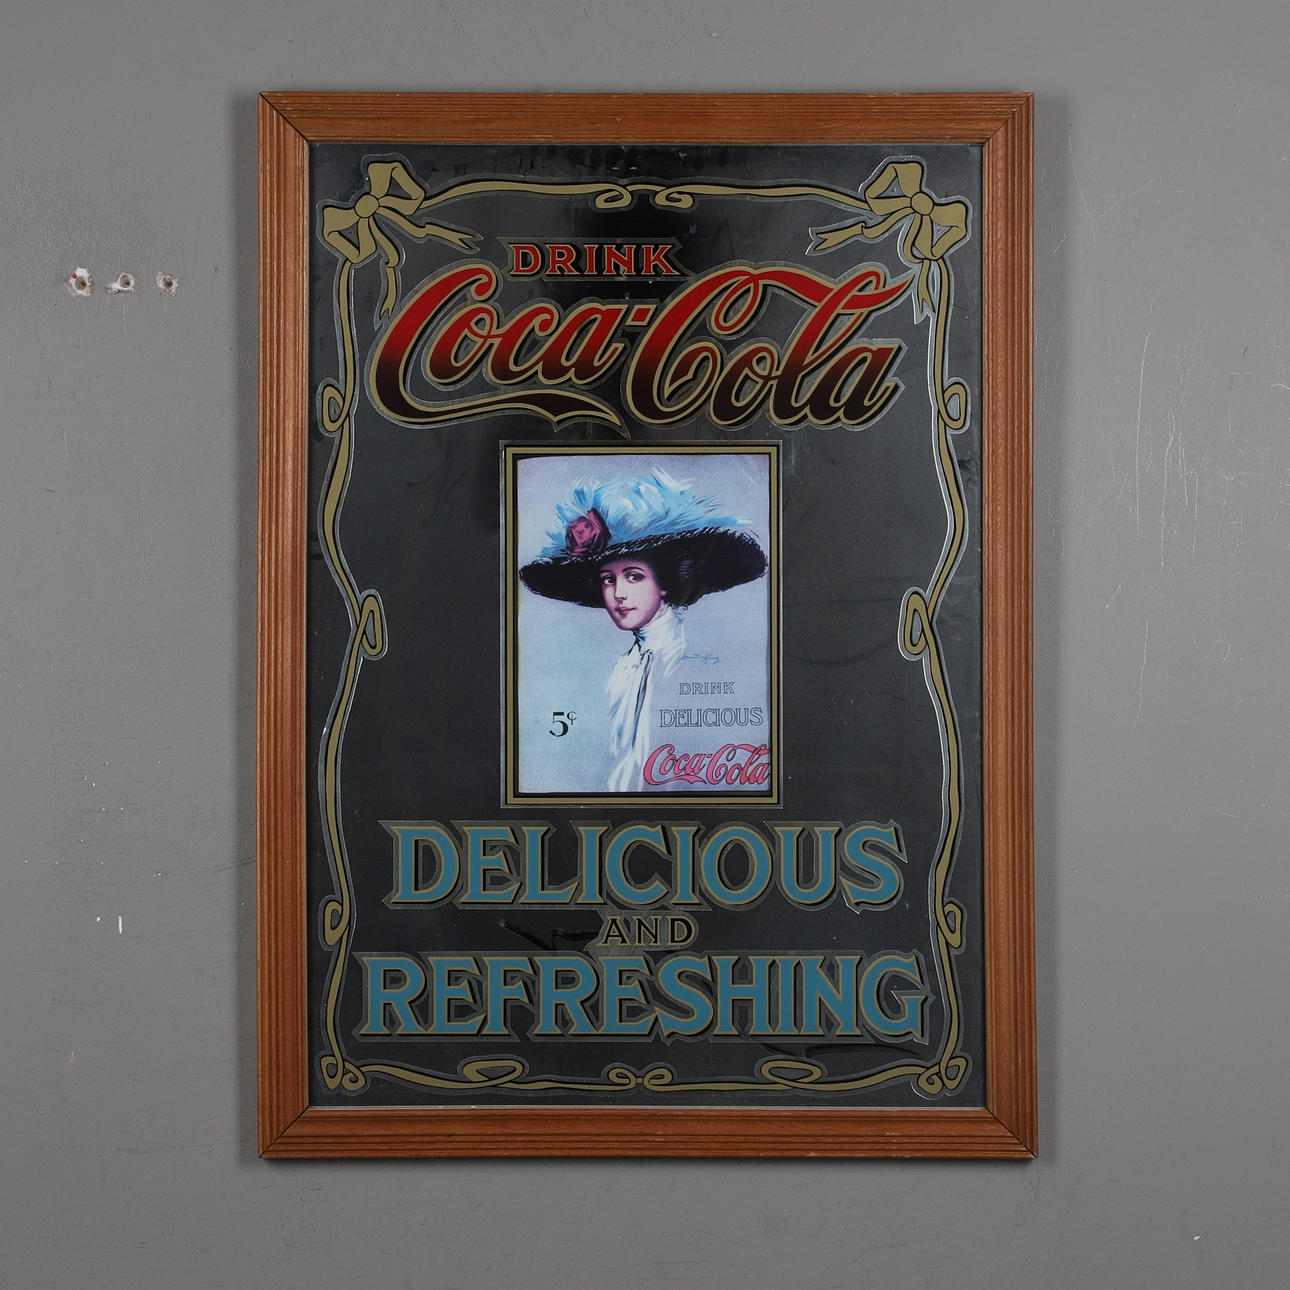 DRINK
Coca-Cola
DRINK
5¢
DELICIOUS
Coca-Cola
DELICIOUS
AND
REFRESHING